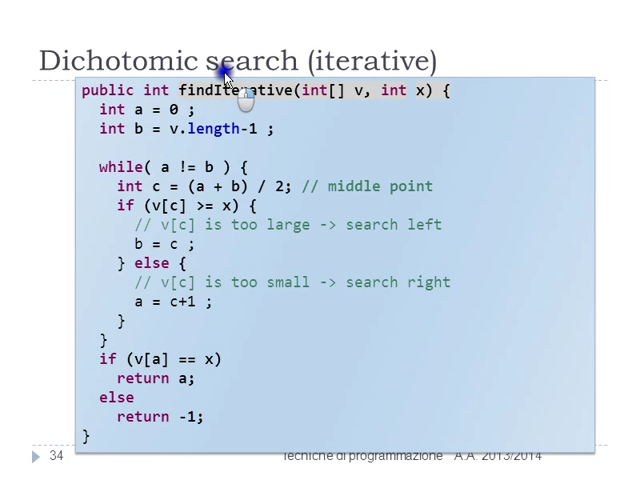 Dichotomic search (iterative)
public int findIterative(int[] v, int x) {
int a = 0 ;
int b = v.length-1 ;
while( a != b ) {
int c = (a + b) / 2; // middle point
if (v[c] >= x) {
// v[c] is too large -> search left
b = c ;
} else {
// v[c] is too small -> search right
a = c+1 ;
}
}
if (v[a] == x)
return a;
else
return -1;
}
34 Tecniche di programmazione A.A. 2013/2014